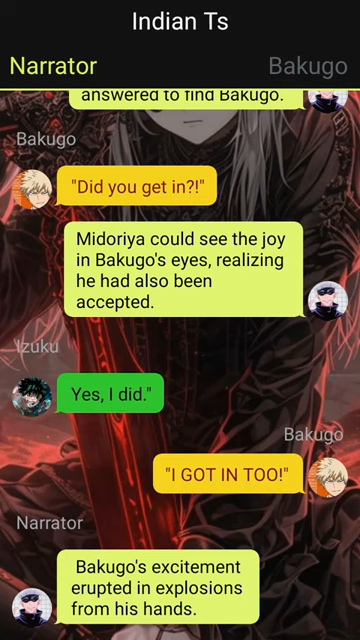 Indian Ts
Narrator
Bakugo
answered to find Bakugo.
Bakugo
"Did you get in?!"
Midoriya could see the joy
in Bakugo's eyes, realizing
he had also been
accepted.
Izuku
Yes, I did."
Bakugo
"I GOT IN TOO!"
Narrator
Bakugo's excitement
erupted in explosions
from his hands.